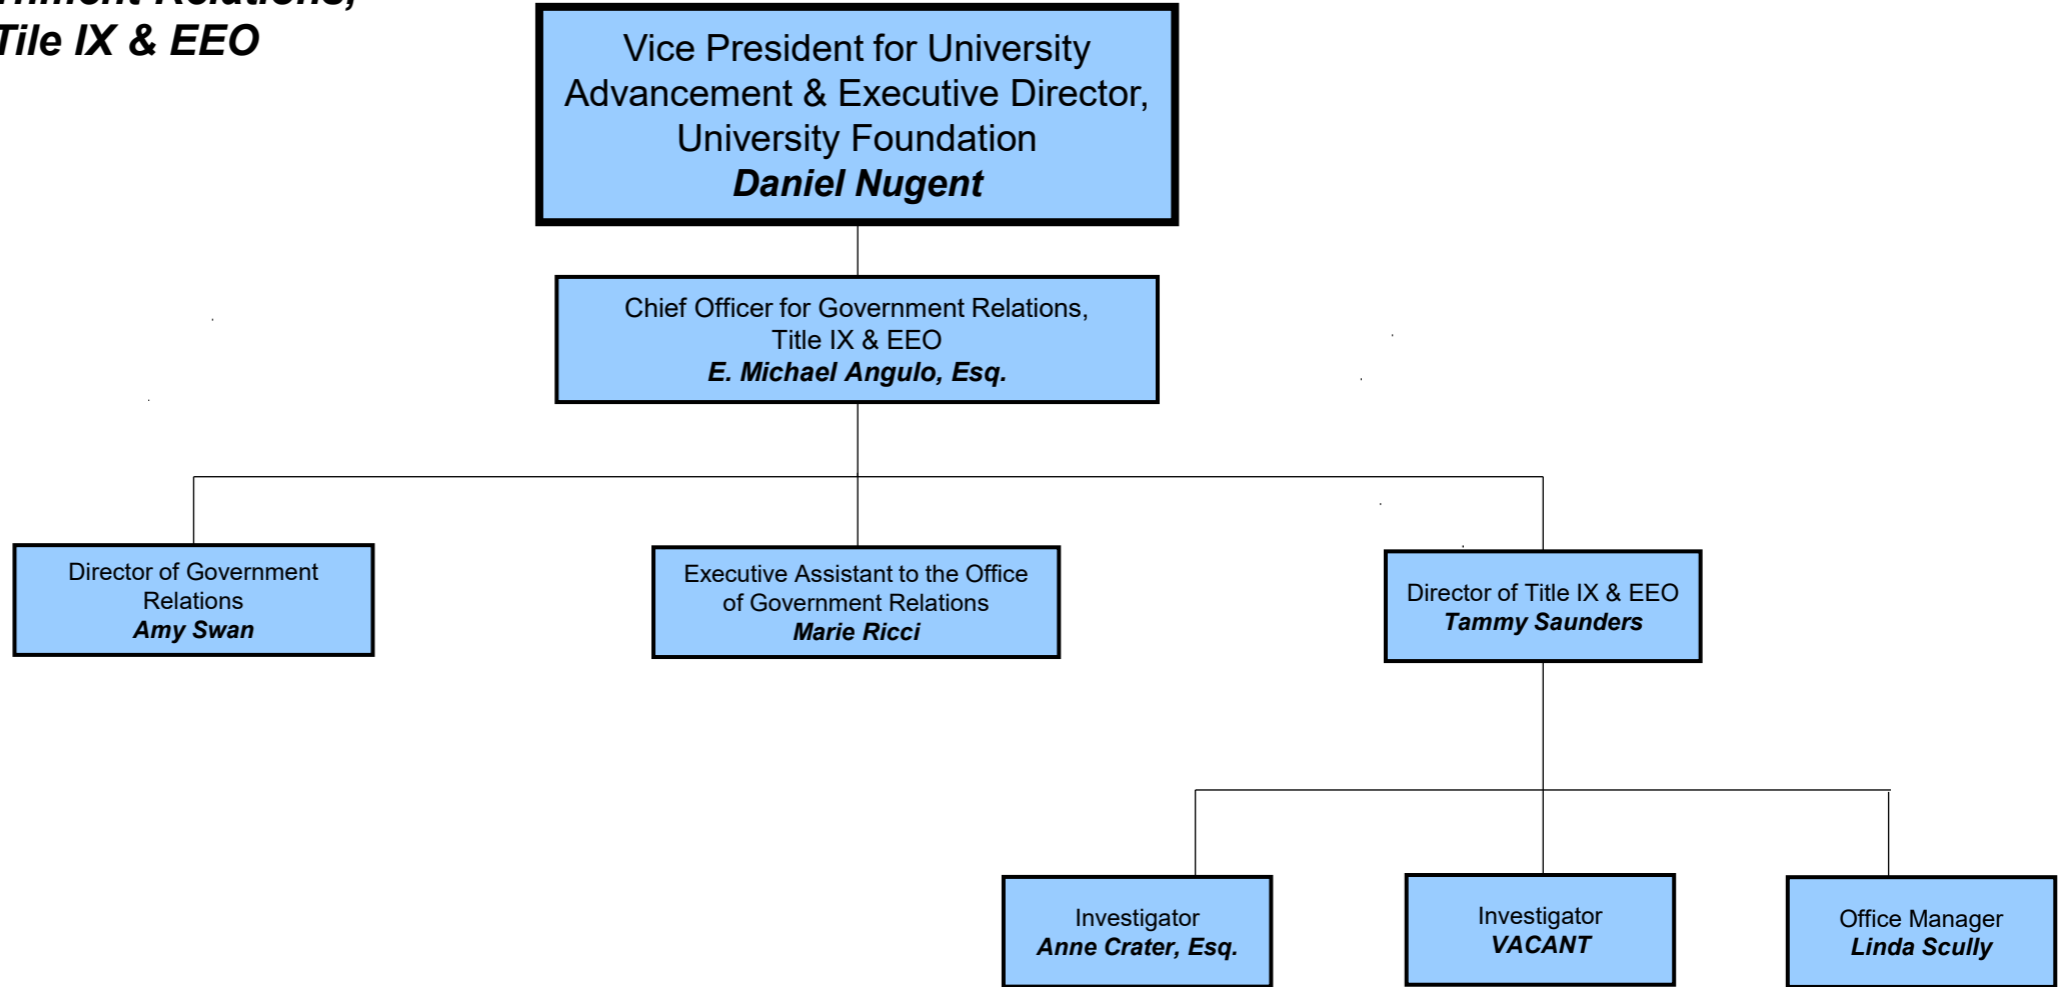 Relations,
Tile IX & EEO
Vice President for University
Advancement & Executive Director,
University Foundation
Daniel Nugent
Chief Officer for Government Relations,
Title IX & EEO
E. Michael Angulo, Esq.
Director of Government
Relations
Amy Swan
Executive Assistant to the Office
of Government Relations
Marie Ricci
Director of Title IX & EEO
Tammy Saunders
Investigator
Anne Crater, Esq.
Investigator
VACANT
Office Manager
Linda Scully